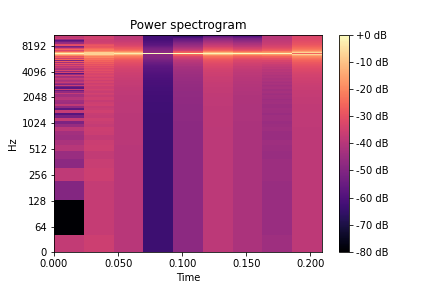 Power spectrogram
8192
4096
2048
1024
512
256
128
64
0
Hz
0.000 0.050 0.100 0.150 0.200
Time
+0 dB
-10 dB
-20 dB
-30 dB
-40 dB
-50 dB
-60 dB
-70 dB
-80 dB